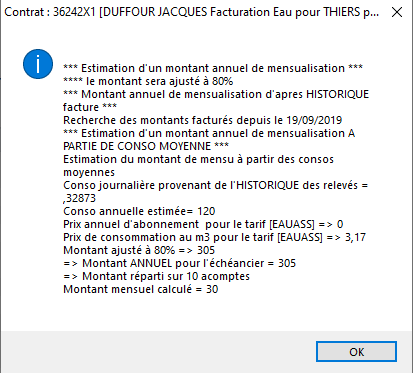 Contrat : 36242X1 [DUFFOUR JACQUES Facturation Eau pour THIERS p...
*** Estimation d'un montant annuel de mensualisation ***
**** le montant sera ajusté à 80%
*** Montant annuel de mensualisation d'apres HISTORIQUE
facture ***
Recherche des montants facturés depuis le 19/09/2019
*** Estimation d'un montant annuel de mensualisation A
PARTIE DE CONSO MOYENNE ***
Estimation du montant de mensu à partir des consos
moyennes
Conso journalière provenant de l'HISTORIQUE des relevés =
,32873
Conso annuelle estimée= 120
Prix annuel d'abonnement  pour le tarif [EAUASS] => 0
Prix de consommation au m3 pour le tarif [EAUASS] => 3,17
Montant ajusté à 80% => 305
=> Montant ANNUEL pour l'échéancier = 305
=> Montant réparti sur 10 acomptes
Montant mensuel calculé = 30
OK